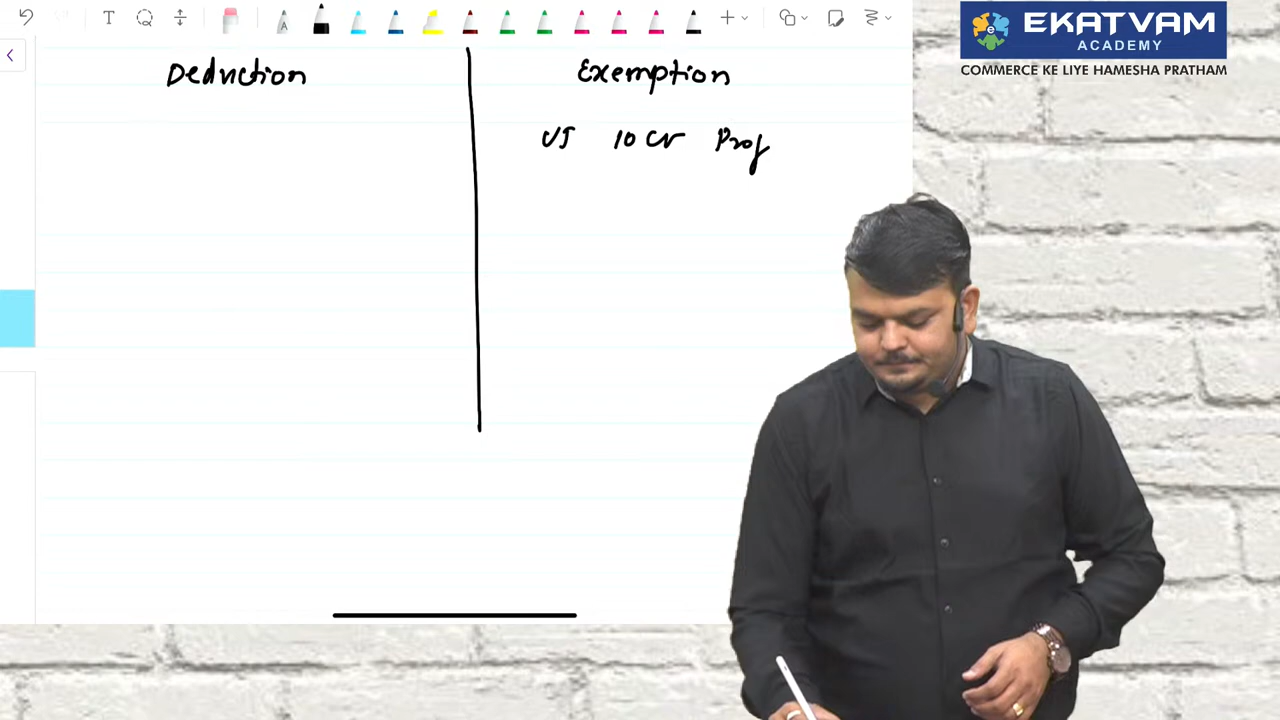 EKATVAM
ACADEMY
COMMERCE KE LIYE HAMESHA PRATHAM
Deduction
Exemption
10 Cr Prof